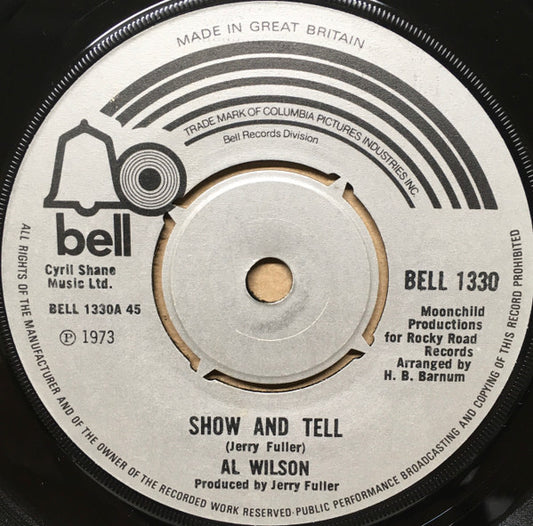 MADE IN GREAT BRITAIN
TRADE MARK OF COLUMBIA PICTURES INDUSTRIES INC.
Bell Records Division
bell
Cyril Shane
Music Ltd.
BELL 1330A 45
Ⓟ 1973
BELL 1330
Moonchild
Productions
for Rocky Road
Records
Arranged by
H. B. Barnum
SHOW AND TELL
(Jerry Fuller)
AL WILSON
Produced by Jerry Fuller
ALL RIGHTS OF THE MANUFACTURER AND OF THE OWNER OF THE RECORDED WORK RESERVED·PUBLIC PERFORMANCE BROADCASTING AND COPYING OF THIS RECORD PROHIBITED